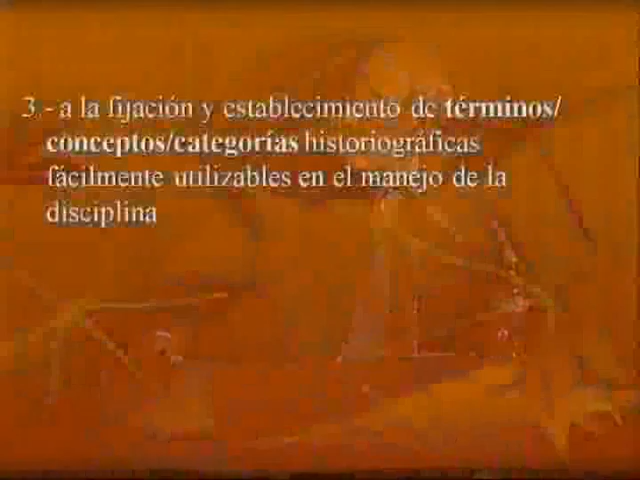 3.- a la fijación y establecimiento de términos/
conceptos/categorías historiográficas
fácilmente utilizables en el manejo de la
disciplina